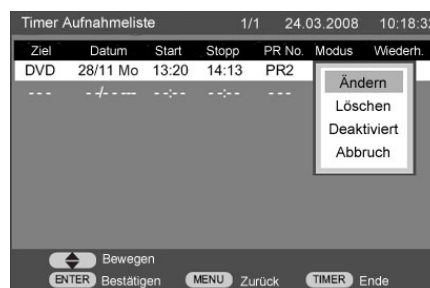 Timer Aufnahmeliste 1/1 24.03.2008 10:18:32
Ziel Datum Start Stopp PR No. Modus Wiederh.
DVD 28/11 Mo 13:20 14:13 PR2
--- --/-- --- --:-- --:-- ---
Ändern
Löschen
Deaktiviert
Abbruch
Bewegen
ENTER Bestätigen MENU Zurück TIMER Ende